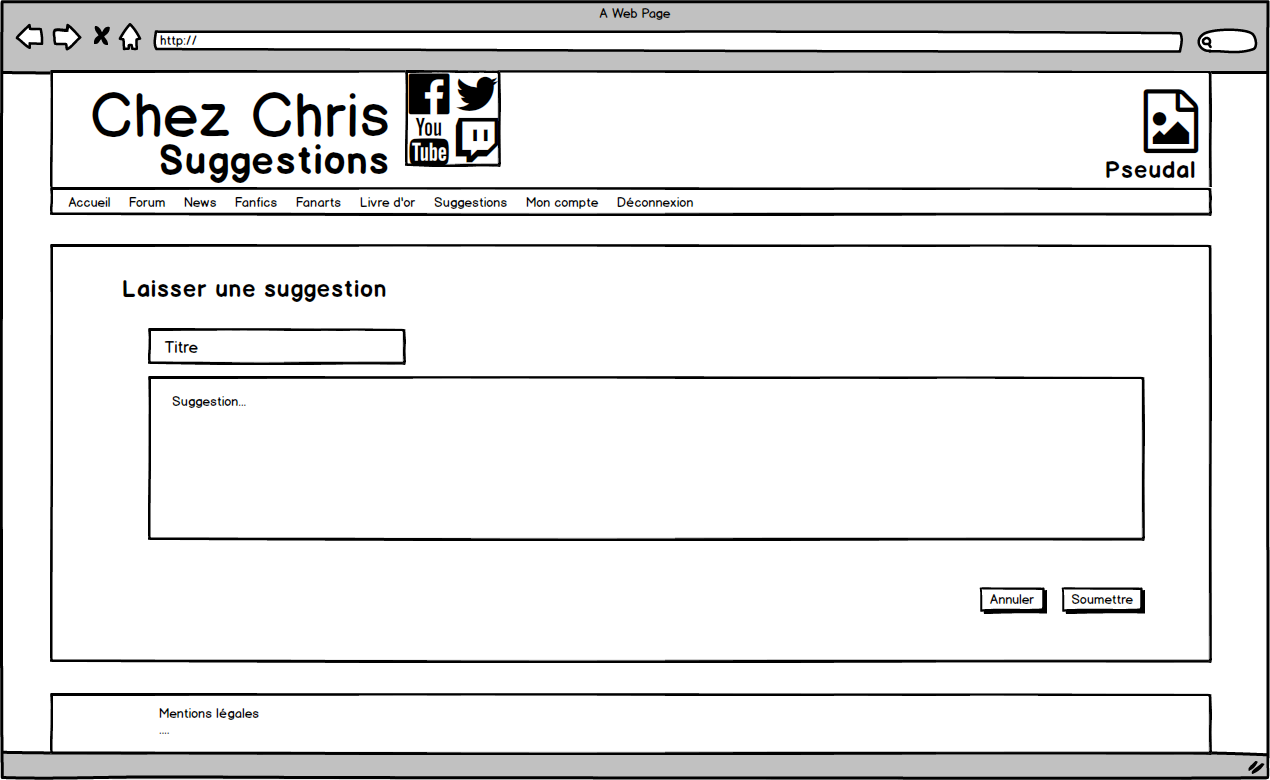 A Web Page
http://
Chez Chris
Suggestions
You
Tube
Pseudal
Accueil Forum News Fanfics Fanarts Livre d'or Suggestions Mon compte Déconnexion
Laisser une suggestion
Titre
Suggestion...
Annuler Soumettre
Mentions légales
....